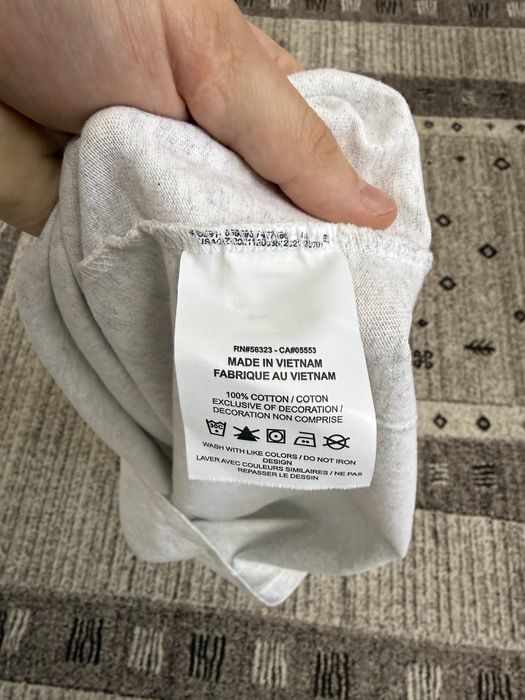 RN#56323 - CA#05553
MADE IN VIETNAM
FABRIQUE AU VIETNAM
100% COTTON / COTON
EXCLUSIVE OF DECORATION /
DECORATION NON COMPRISE
WASH WITH LIKE COLORS / DO NOT IRON
DESIGN
LAVER AVEC COULEURS SIMILAIRES / NE PAS
REPASSER LE DESSIN